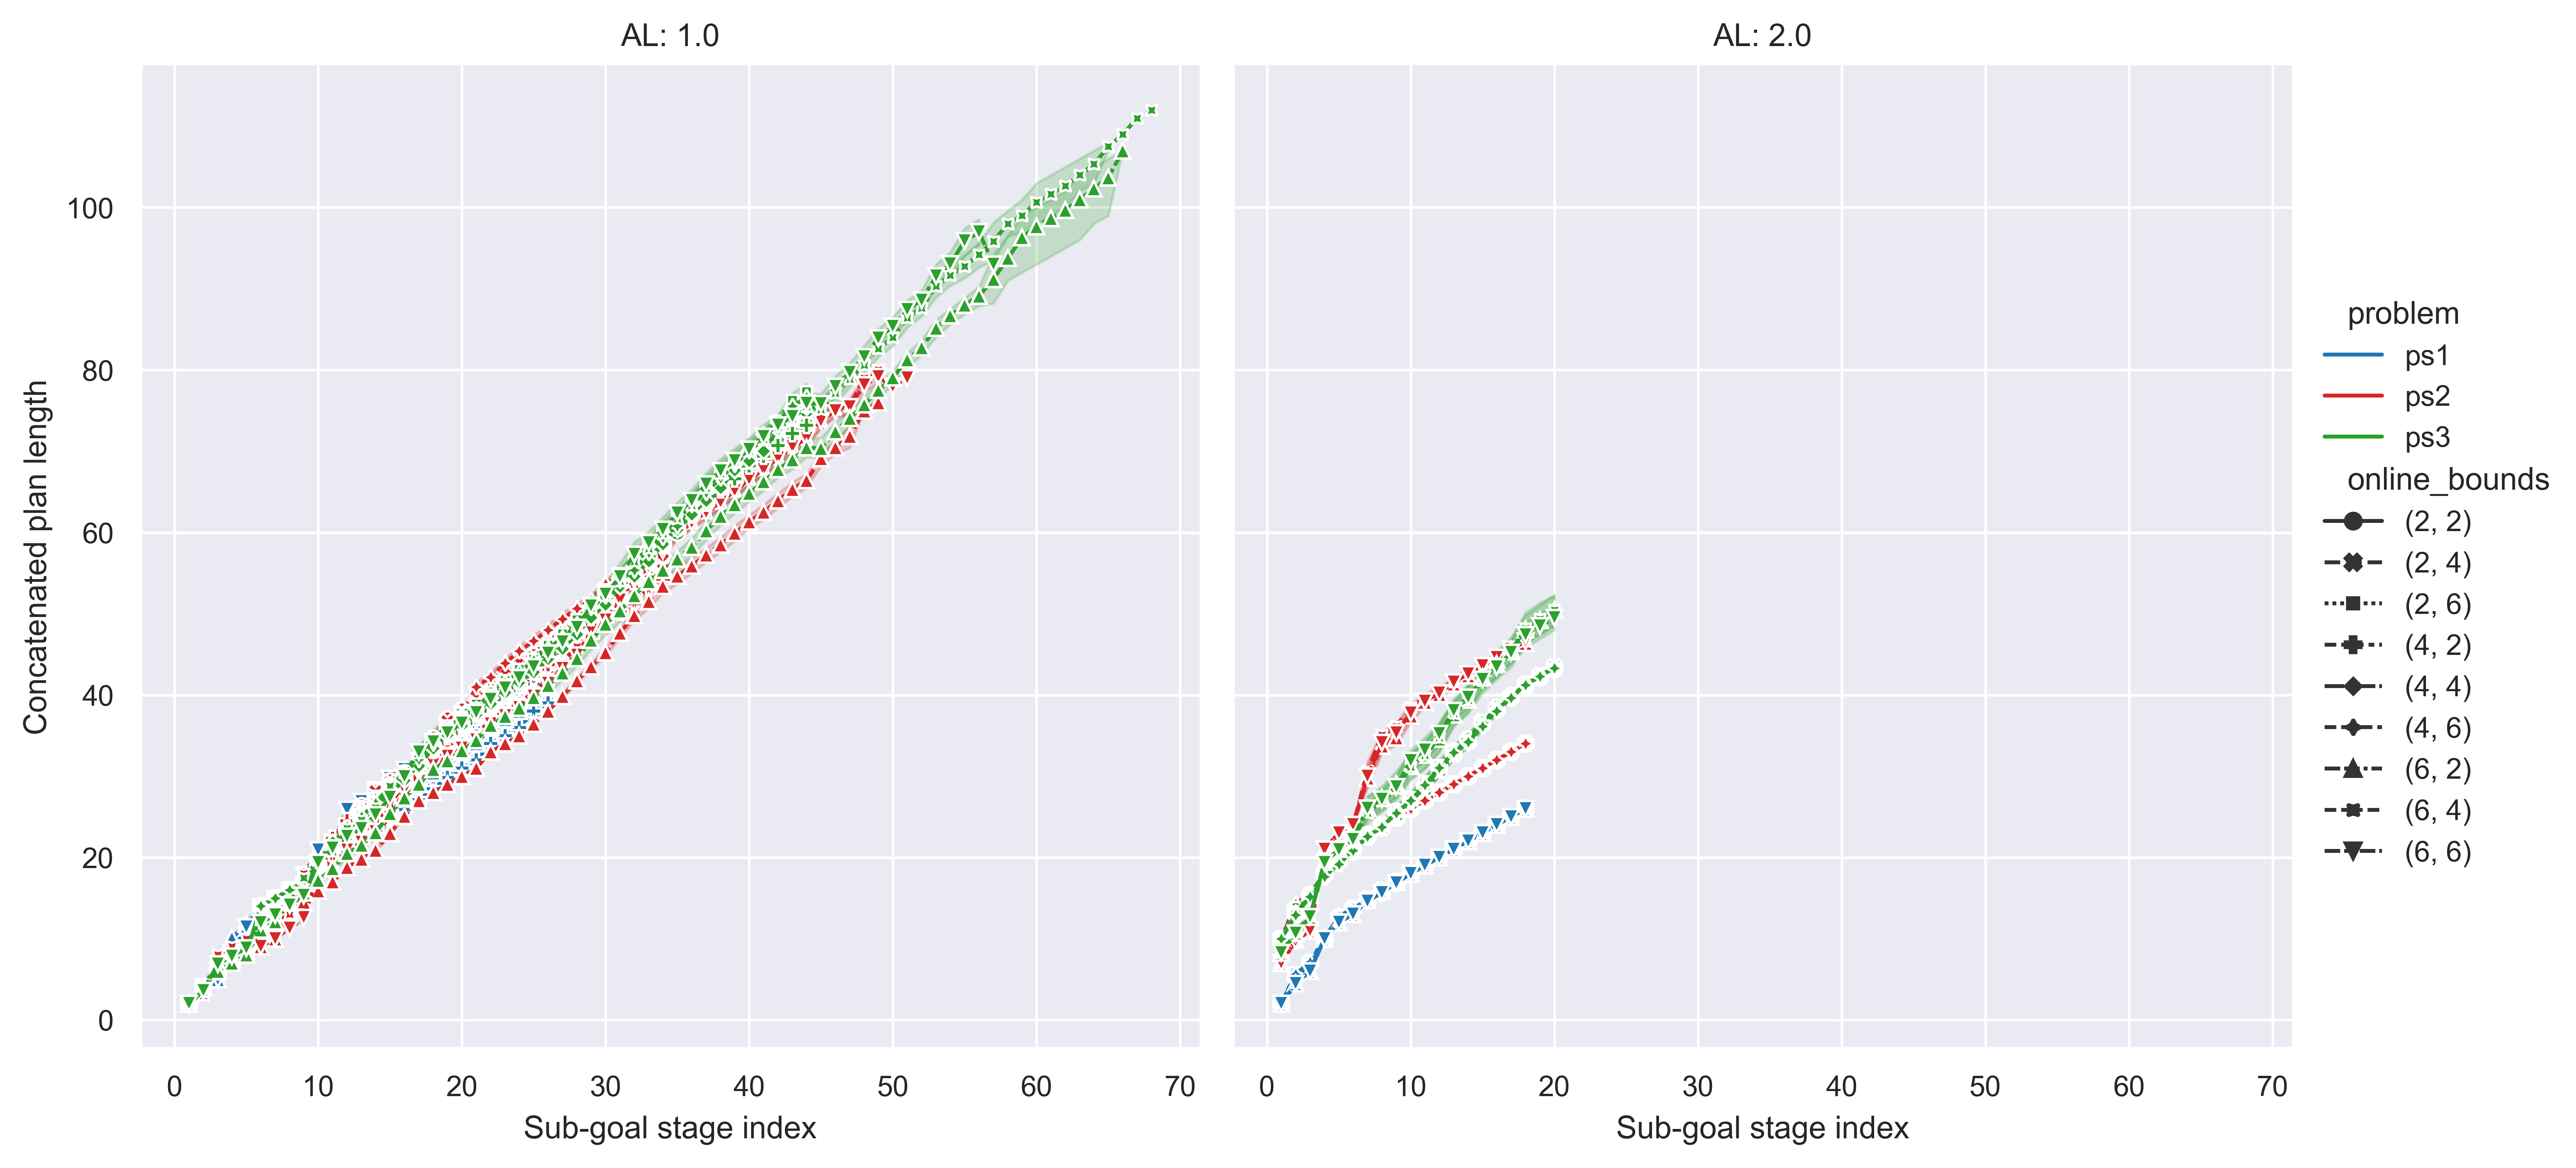 AL: 1.0
AL: 2.0
Concatenated plan length
100
80
60
40
20
0
0 10 20 30 40 50 60 70
0 10 20 30 40 50 60 70
Sub-goal stage index
Sub-goal stage index
problem
ps1
ps2
ps3
online_bounds
(2, 2)
(2, 4)
(2, 6)
(4, 2)
(4, 4)
(4, 6)
(6, 2)
(6, 4)
(6, 6)